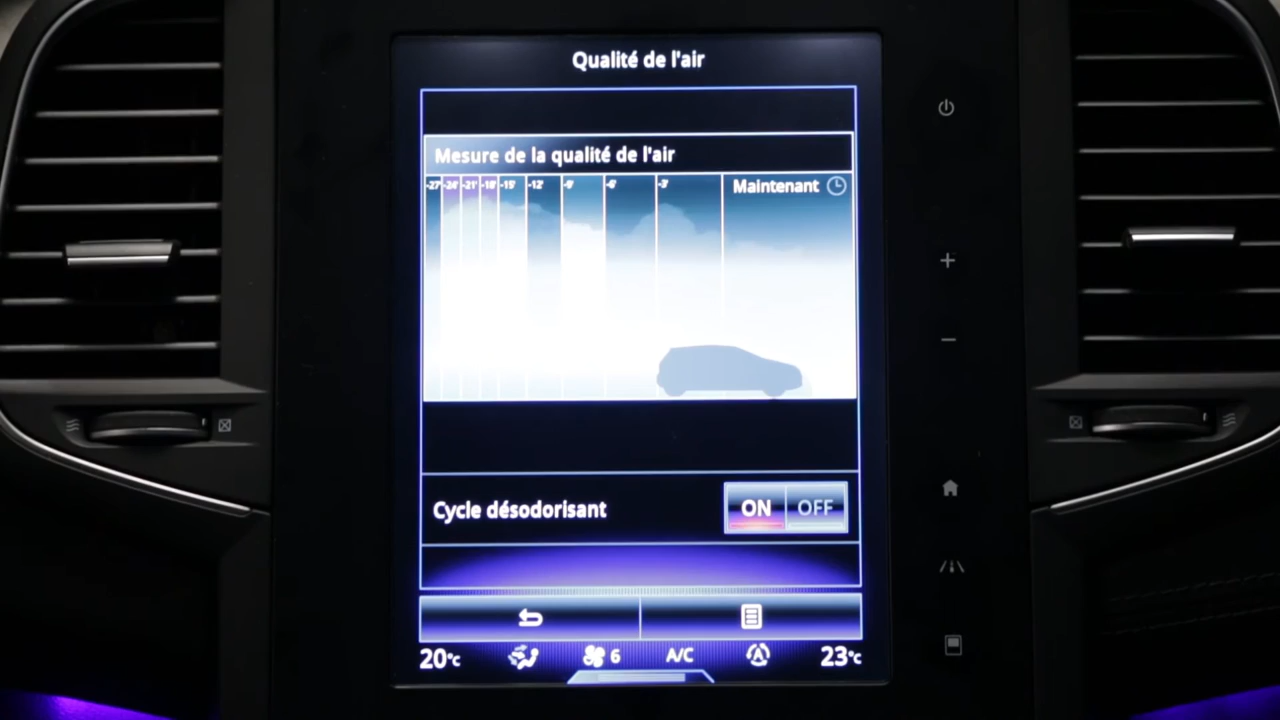 Qualité de l'air
Mesure de la qualité de l'air
-27' -24' -21' -18' -15' -12' -9' -6' -3' Maintenant
Cycle désodorisant ON OFF
20°C 6 A/C 23°C